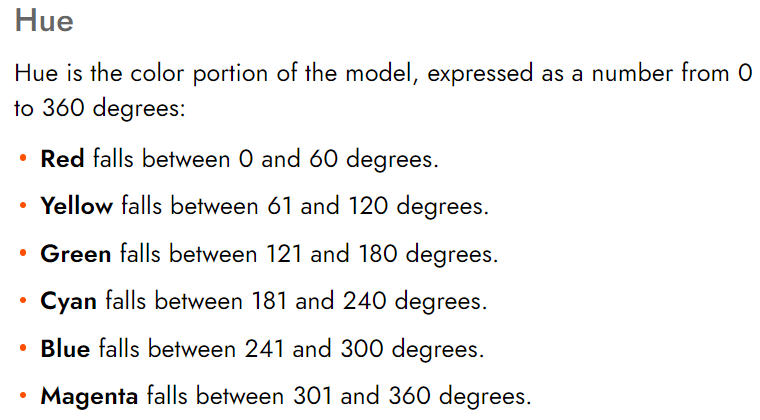 Hue
Hue is the color portion of the model, expressed as a number from 0
to 360 degrees:
• Red falls between 0 and 60 degrees.
• Yellow falls between 61 and 120 degrees.
• Green falls between 121 and 180 degrees.
• Cyan falls between 181 and 240 degrees.
• Blue falls between 241 and 300 degrees.
• Magenta falls between 301 and 360 degrees.